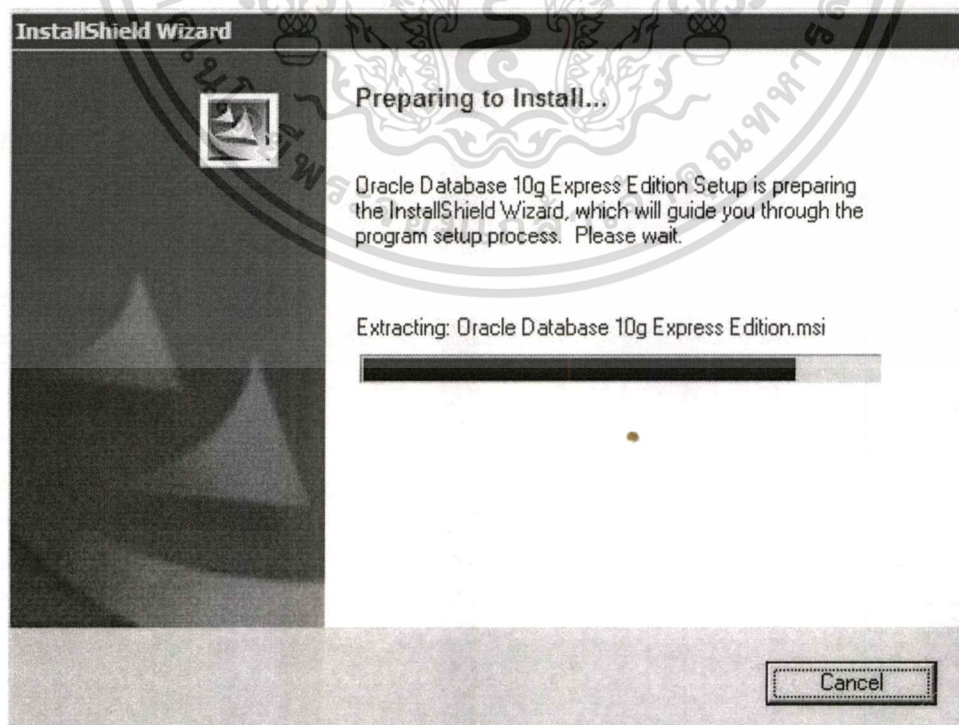 InstallShield Wizard
Preparing to Install...
Oracle Database 10g Express Edition Setup is preparing
the InstallShield Wizard, which will guide you through the
program setup process. Please wait.
Extracting: Oracle Database 10g Express Edition.msi
Cancel